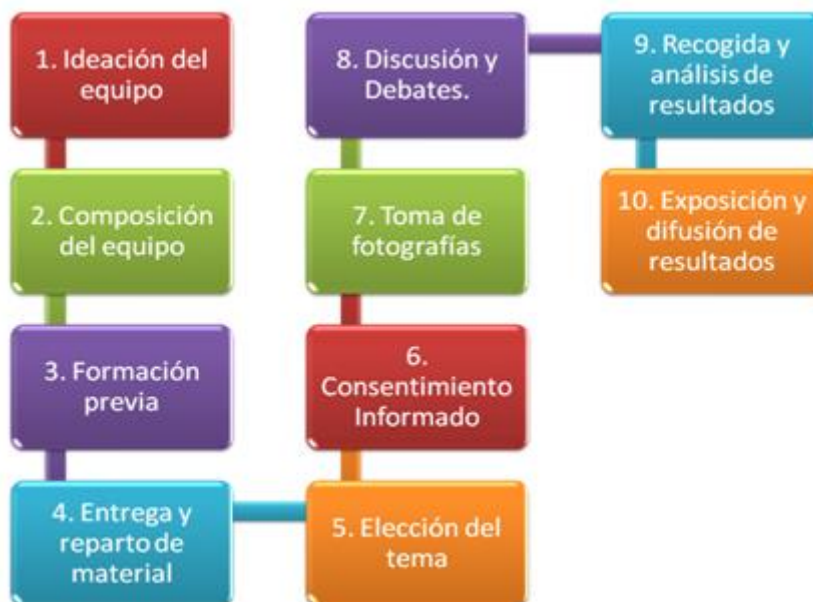 1. Ideación del
equipo
2. Composición
del equipo
3. Formación
previa
4. Entrega y
reparto de
material
5. Elección del
tema
6.
Consentimiento
Informado
7. Toma de
fotografías
8. Discusión y
Debates.
9. Recogida y
análisis de
resultados
10. Exposición y
difusión de
resultados